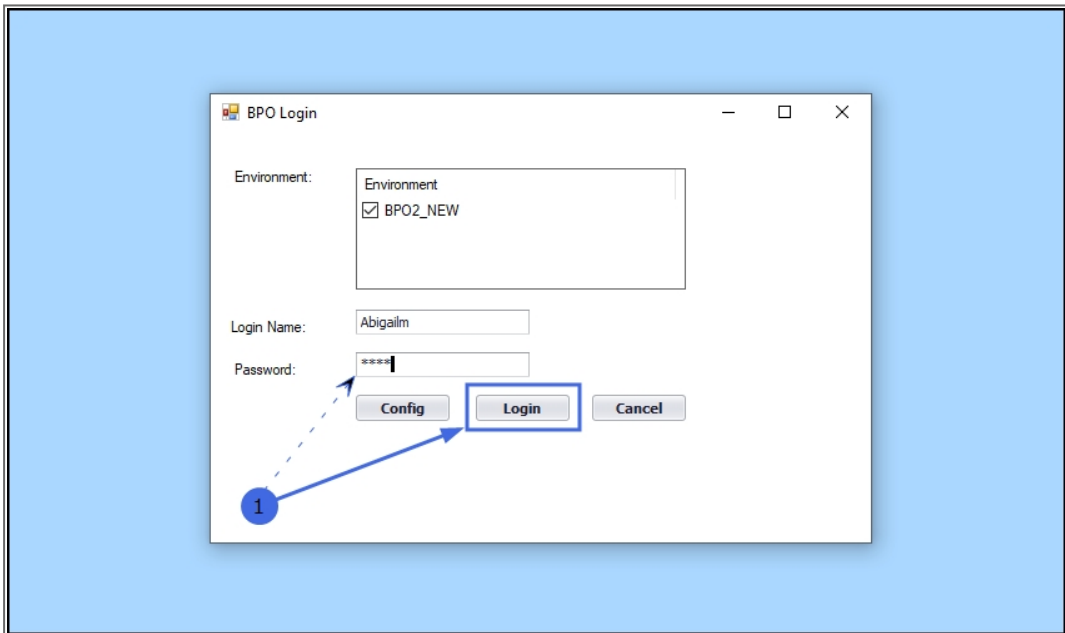 BPO Login
Environment:
Environment
BPO2_NEW
Login Name:
Abigailm
Password:
****
Config
Login
Cancel
1